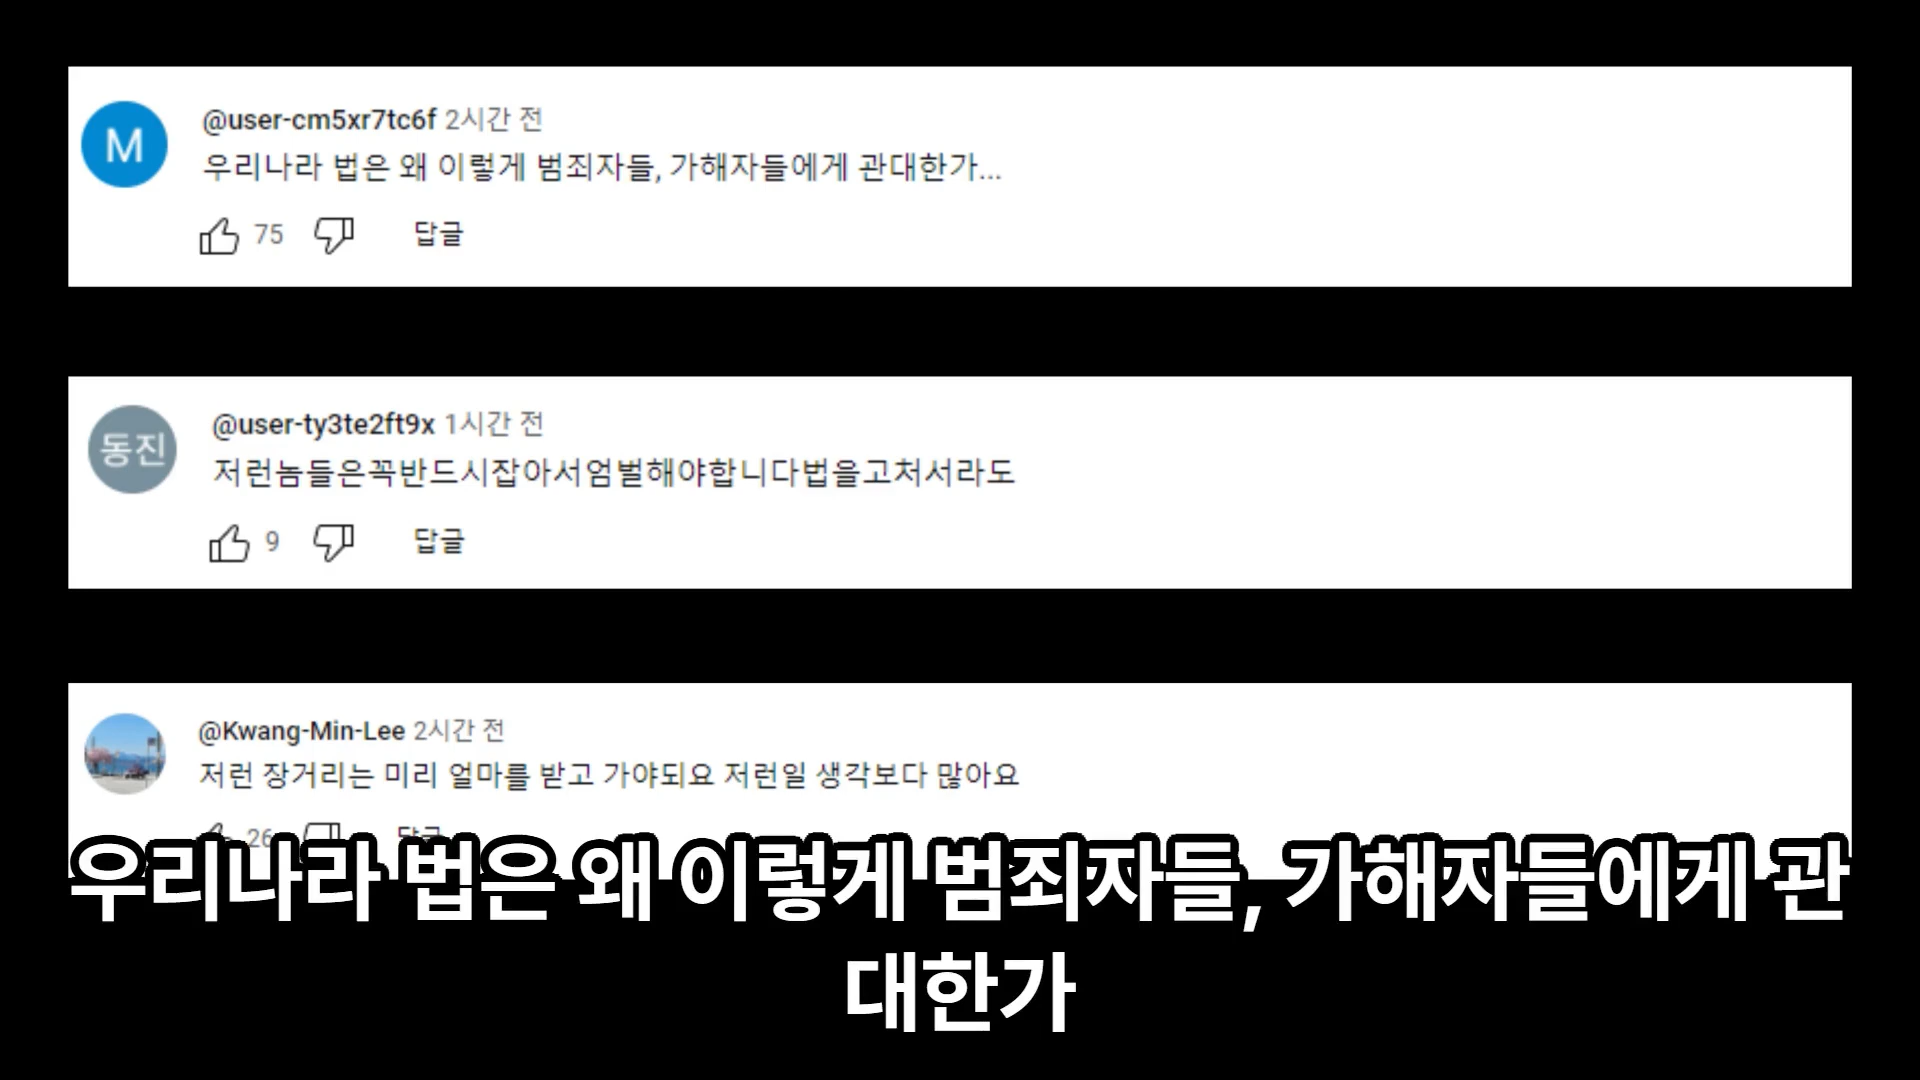 M
@user-cm5xr7tc6f 2시간 전
우리나라 법은 왜 이렇게 범죄자들, 가해자들에게 관대한가...
75 답글
동진
@user-ty3te2ft9x 1시간 전
저런놈들은꼭반드시잡아서엄벌해야합니다법을고처서라도
9 답글
@Kwang-Min-Lee 2시간 전
저런 장거리는 미리 얼마를 받고 가야되요 저런일 생각보다 많아요
26 답글
우리나라 법은 왜 이렇게 범죄자들, 가해자들에게 관
대한가